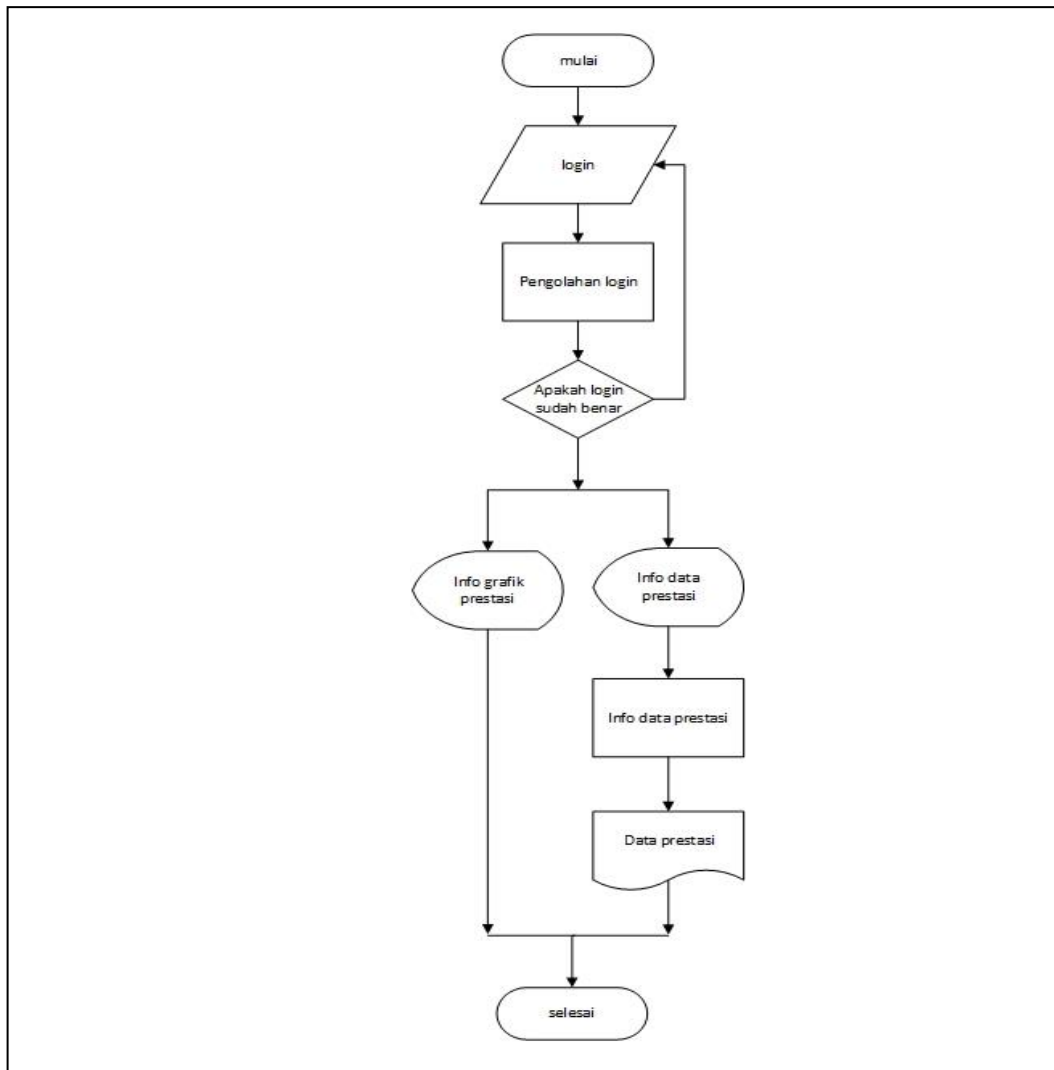 mulai
login
Pengolahan login
Apakah login
sudah benar
Info grafik
prestasi
Info data
prestasi
Info data prestasi
Data prestasi
selesai